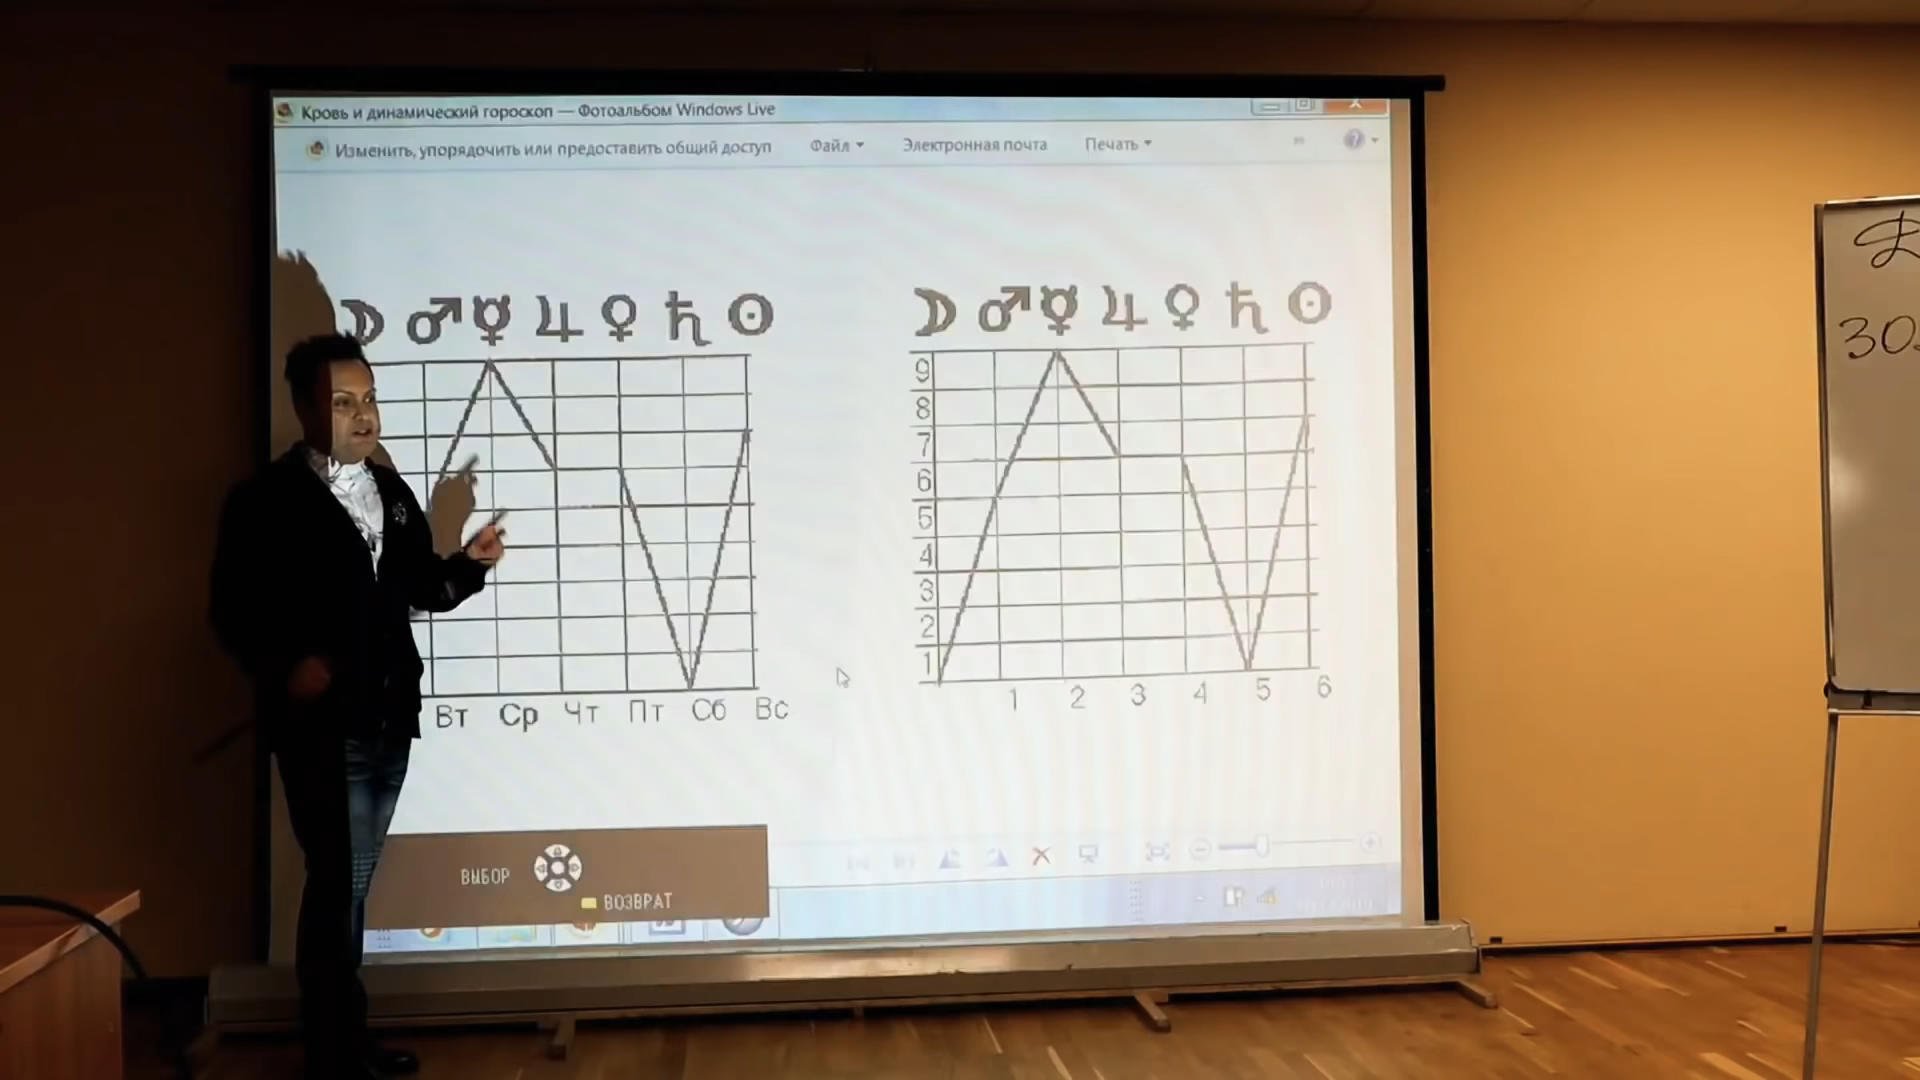 Кровь и динамический гороскоп — Фотоальбом Windows Live
Изменить, упорядочить или предоставить общий доступ Файл Электронная почта Печать
☽ ♂ ☿ ♃ ♀ ♄ ☉
Вт Ср Чт Пт Сб Вс
☽ ♂ ☿ ♃ ♀ ♄ ☉
9
8
7
6
5
4
3
2
1
1 2 3 4 5 6
ВЫБОР
ВОЗВРАТ
30